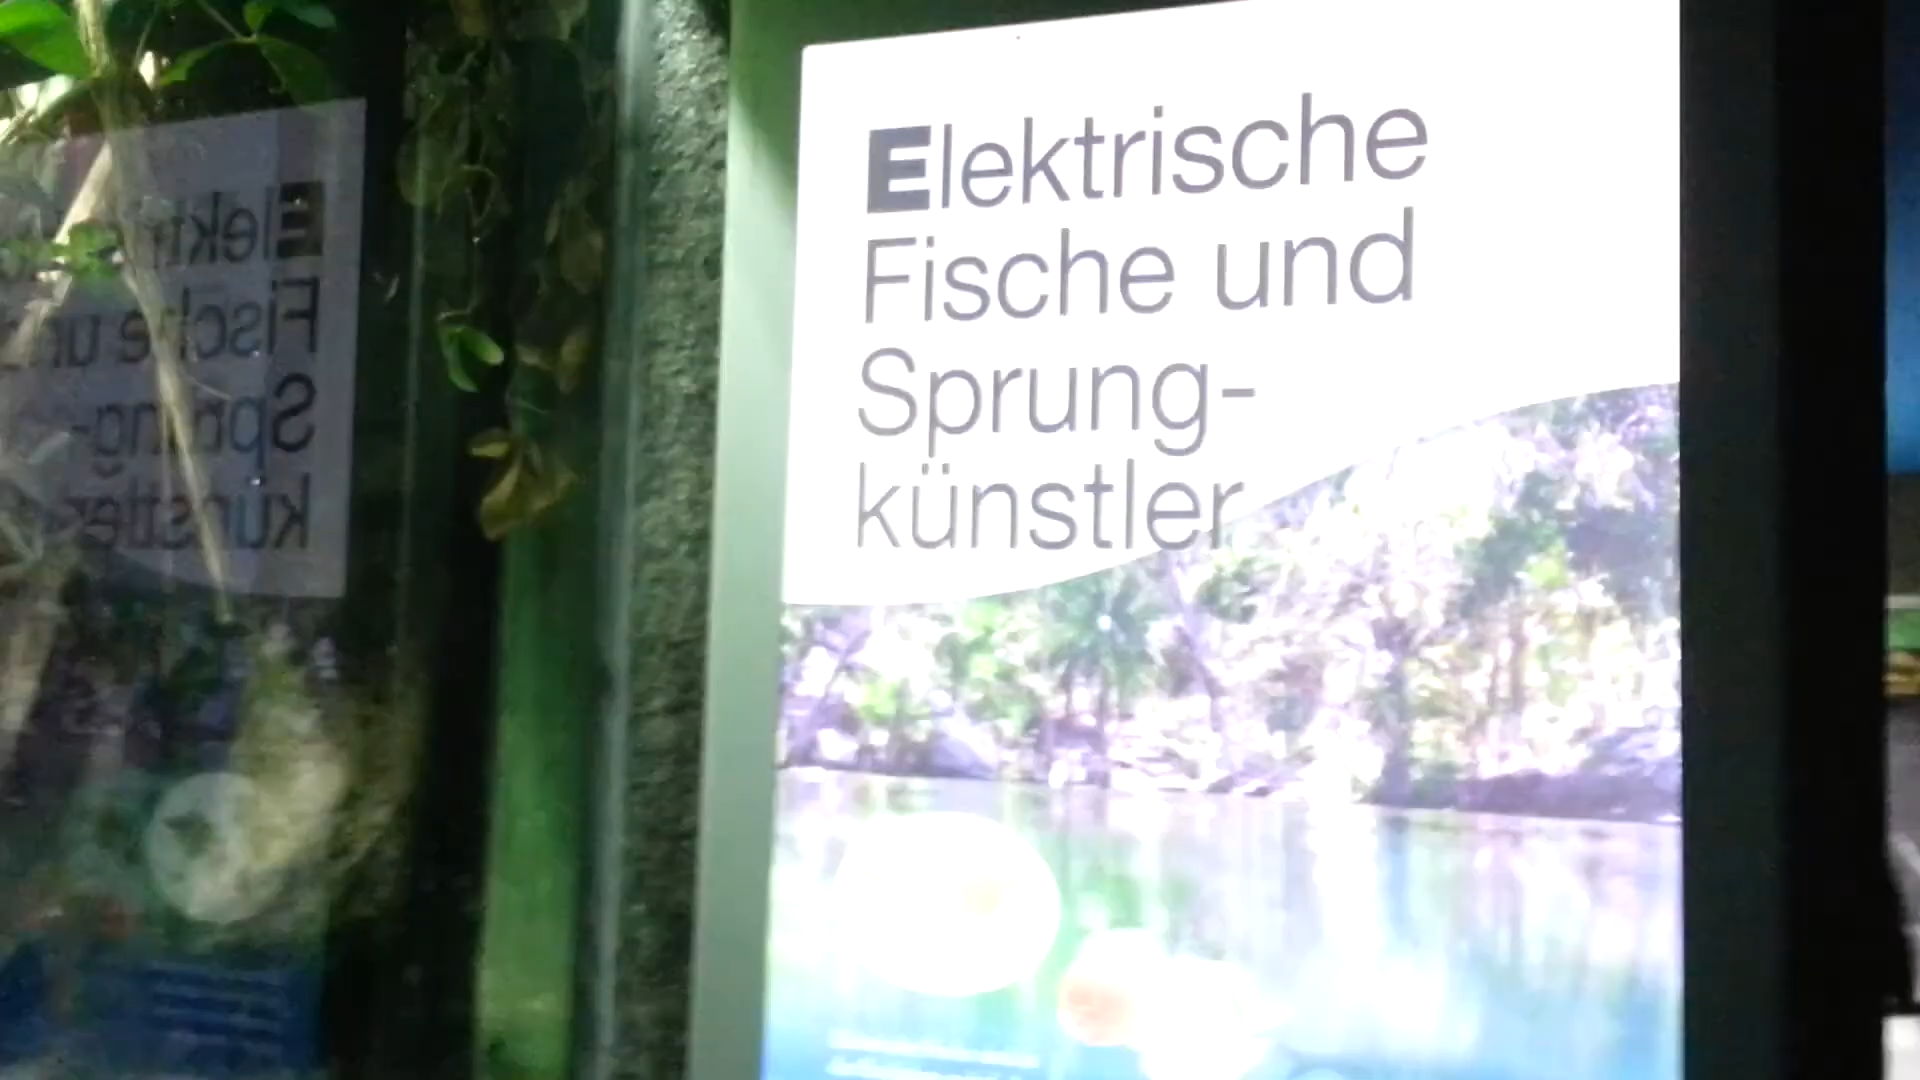 Elektrische
Fische und
Sprung-
künstler